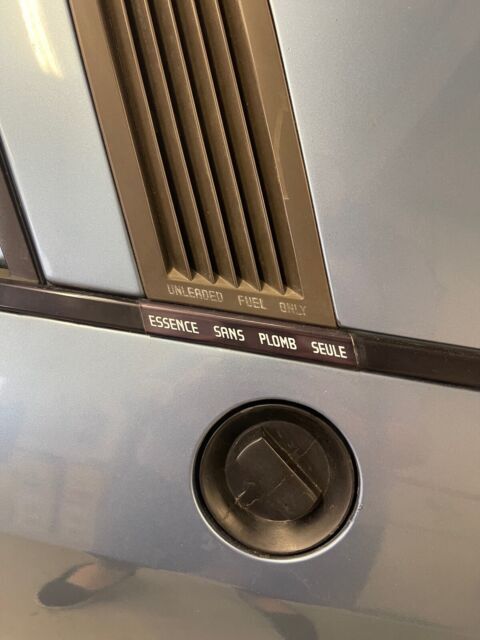 UNLEADED FUEL ONLY
ESSENCE SANS PLOMB SEULE